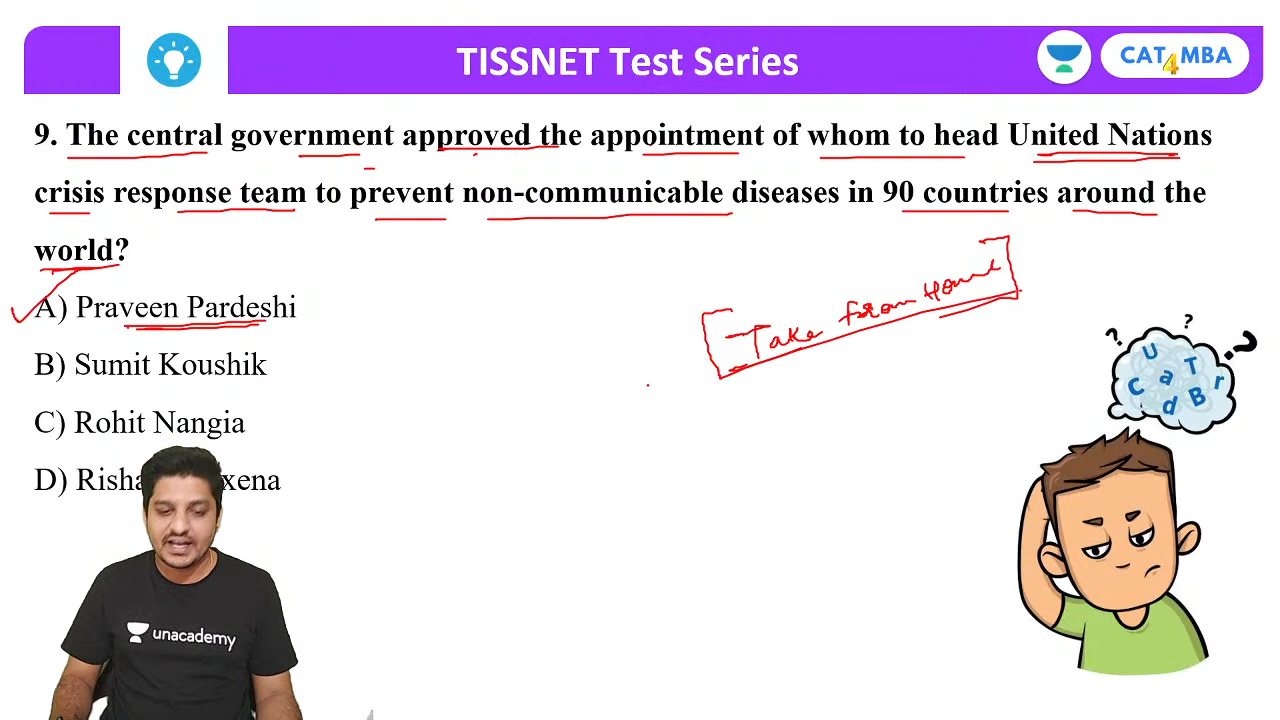 TISSNET Test Series
CAT4MBA
9. The central government approved the appointment of whom to head United Nations
crisis response team to prevent non-communicable diseases in 90 countries around the
world?
A) Praveen Pardeshi
B) Sumit Koushik
C) Rohit Nangia
D)
Take from Home
? ? ?
U T r
C a B
d
unacademy